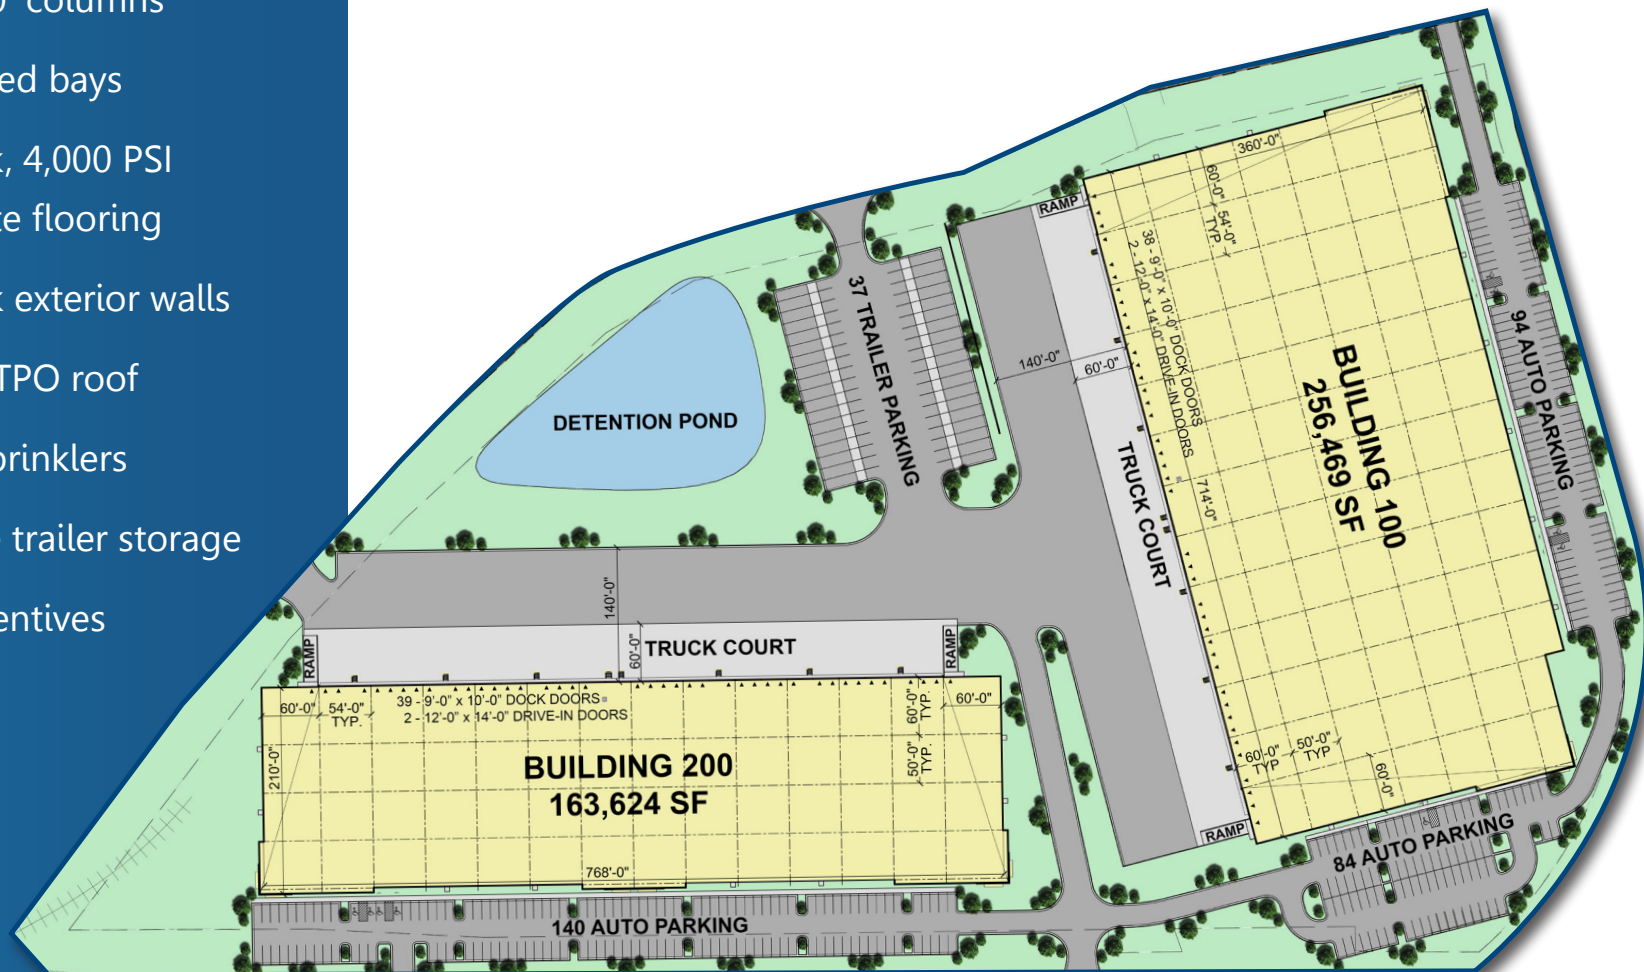 columns
ed bays
, 4,000 PSI
te flooring
exterior walls
TPO roof
prinklers
trailer storage
entives
RAMP
360'-0"
60'-0"
54'-0"
TYP.
38 - 9'-0" x 10'-0" DOCK DOORS
2 - 12'-0" x 14'-0" DRIVE-IN DOORS
37 TRAILER PARKING
140'-0"
60'-0"
DETENTION POND
TRUCK COURT
714'-0"
BUILDING 100
256,469 SF
94 AUTO PARKING
140'-0"
RAMP
60'-0"
TRUCK COURT
RAMP
60'-0"
54'-0"
TYP.
39 - 9'-0" x 10'-0" DOCK DOORS
2 - 12'-0" x 14'-0" DRIVE-IN DOORS
60'-0"
TYP.
60'-0"
210'-0"
BUILDING 200
163,624 SF
50'-0"
TYP.
60'-0"
TYP
50'-0"
TYP
60'-0"
RAMP
84 AUTO PARKING
768'-0"
140 AUTO PARKING